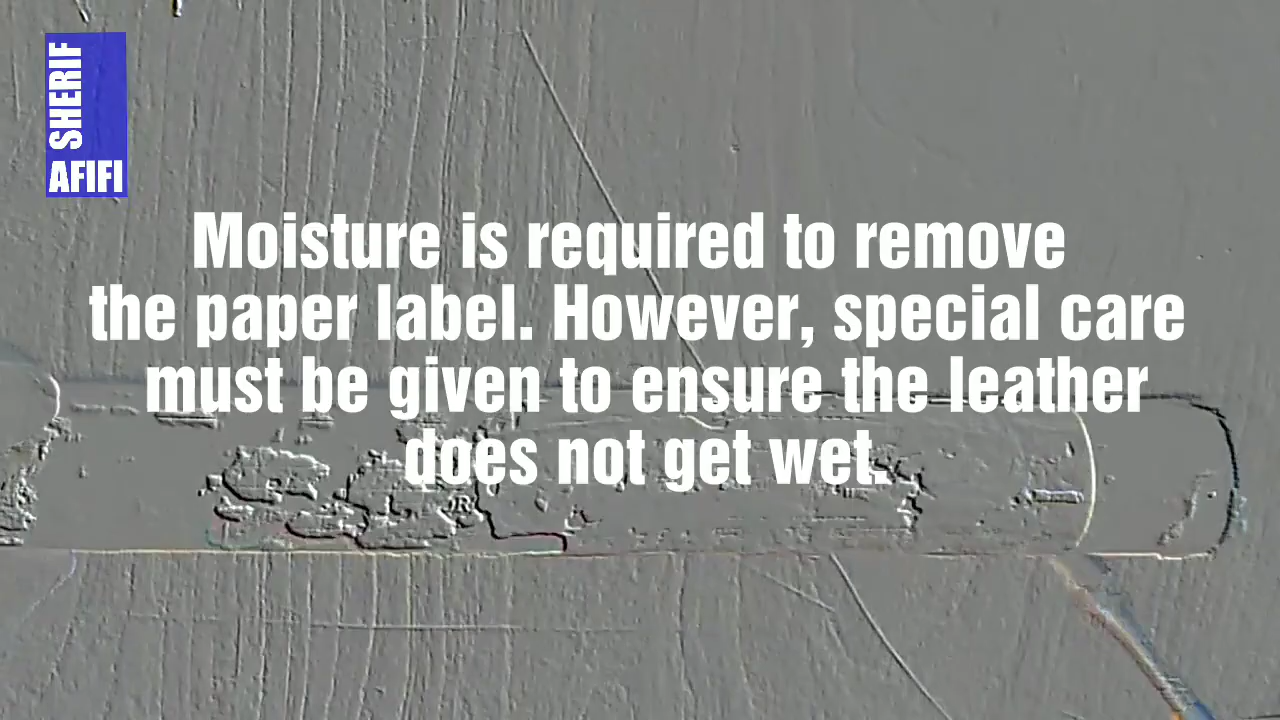 SHERIF
AFIFI
Moisture is required to remove
the paper label. However, special care
must be given to ensure the leather
does not get wet.